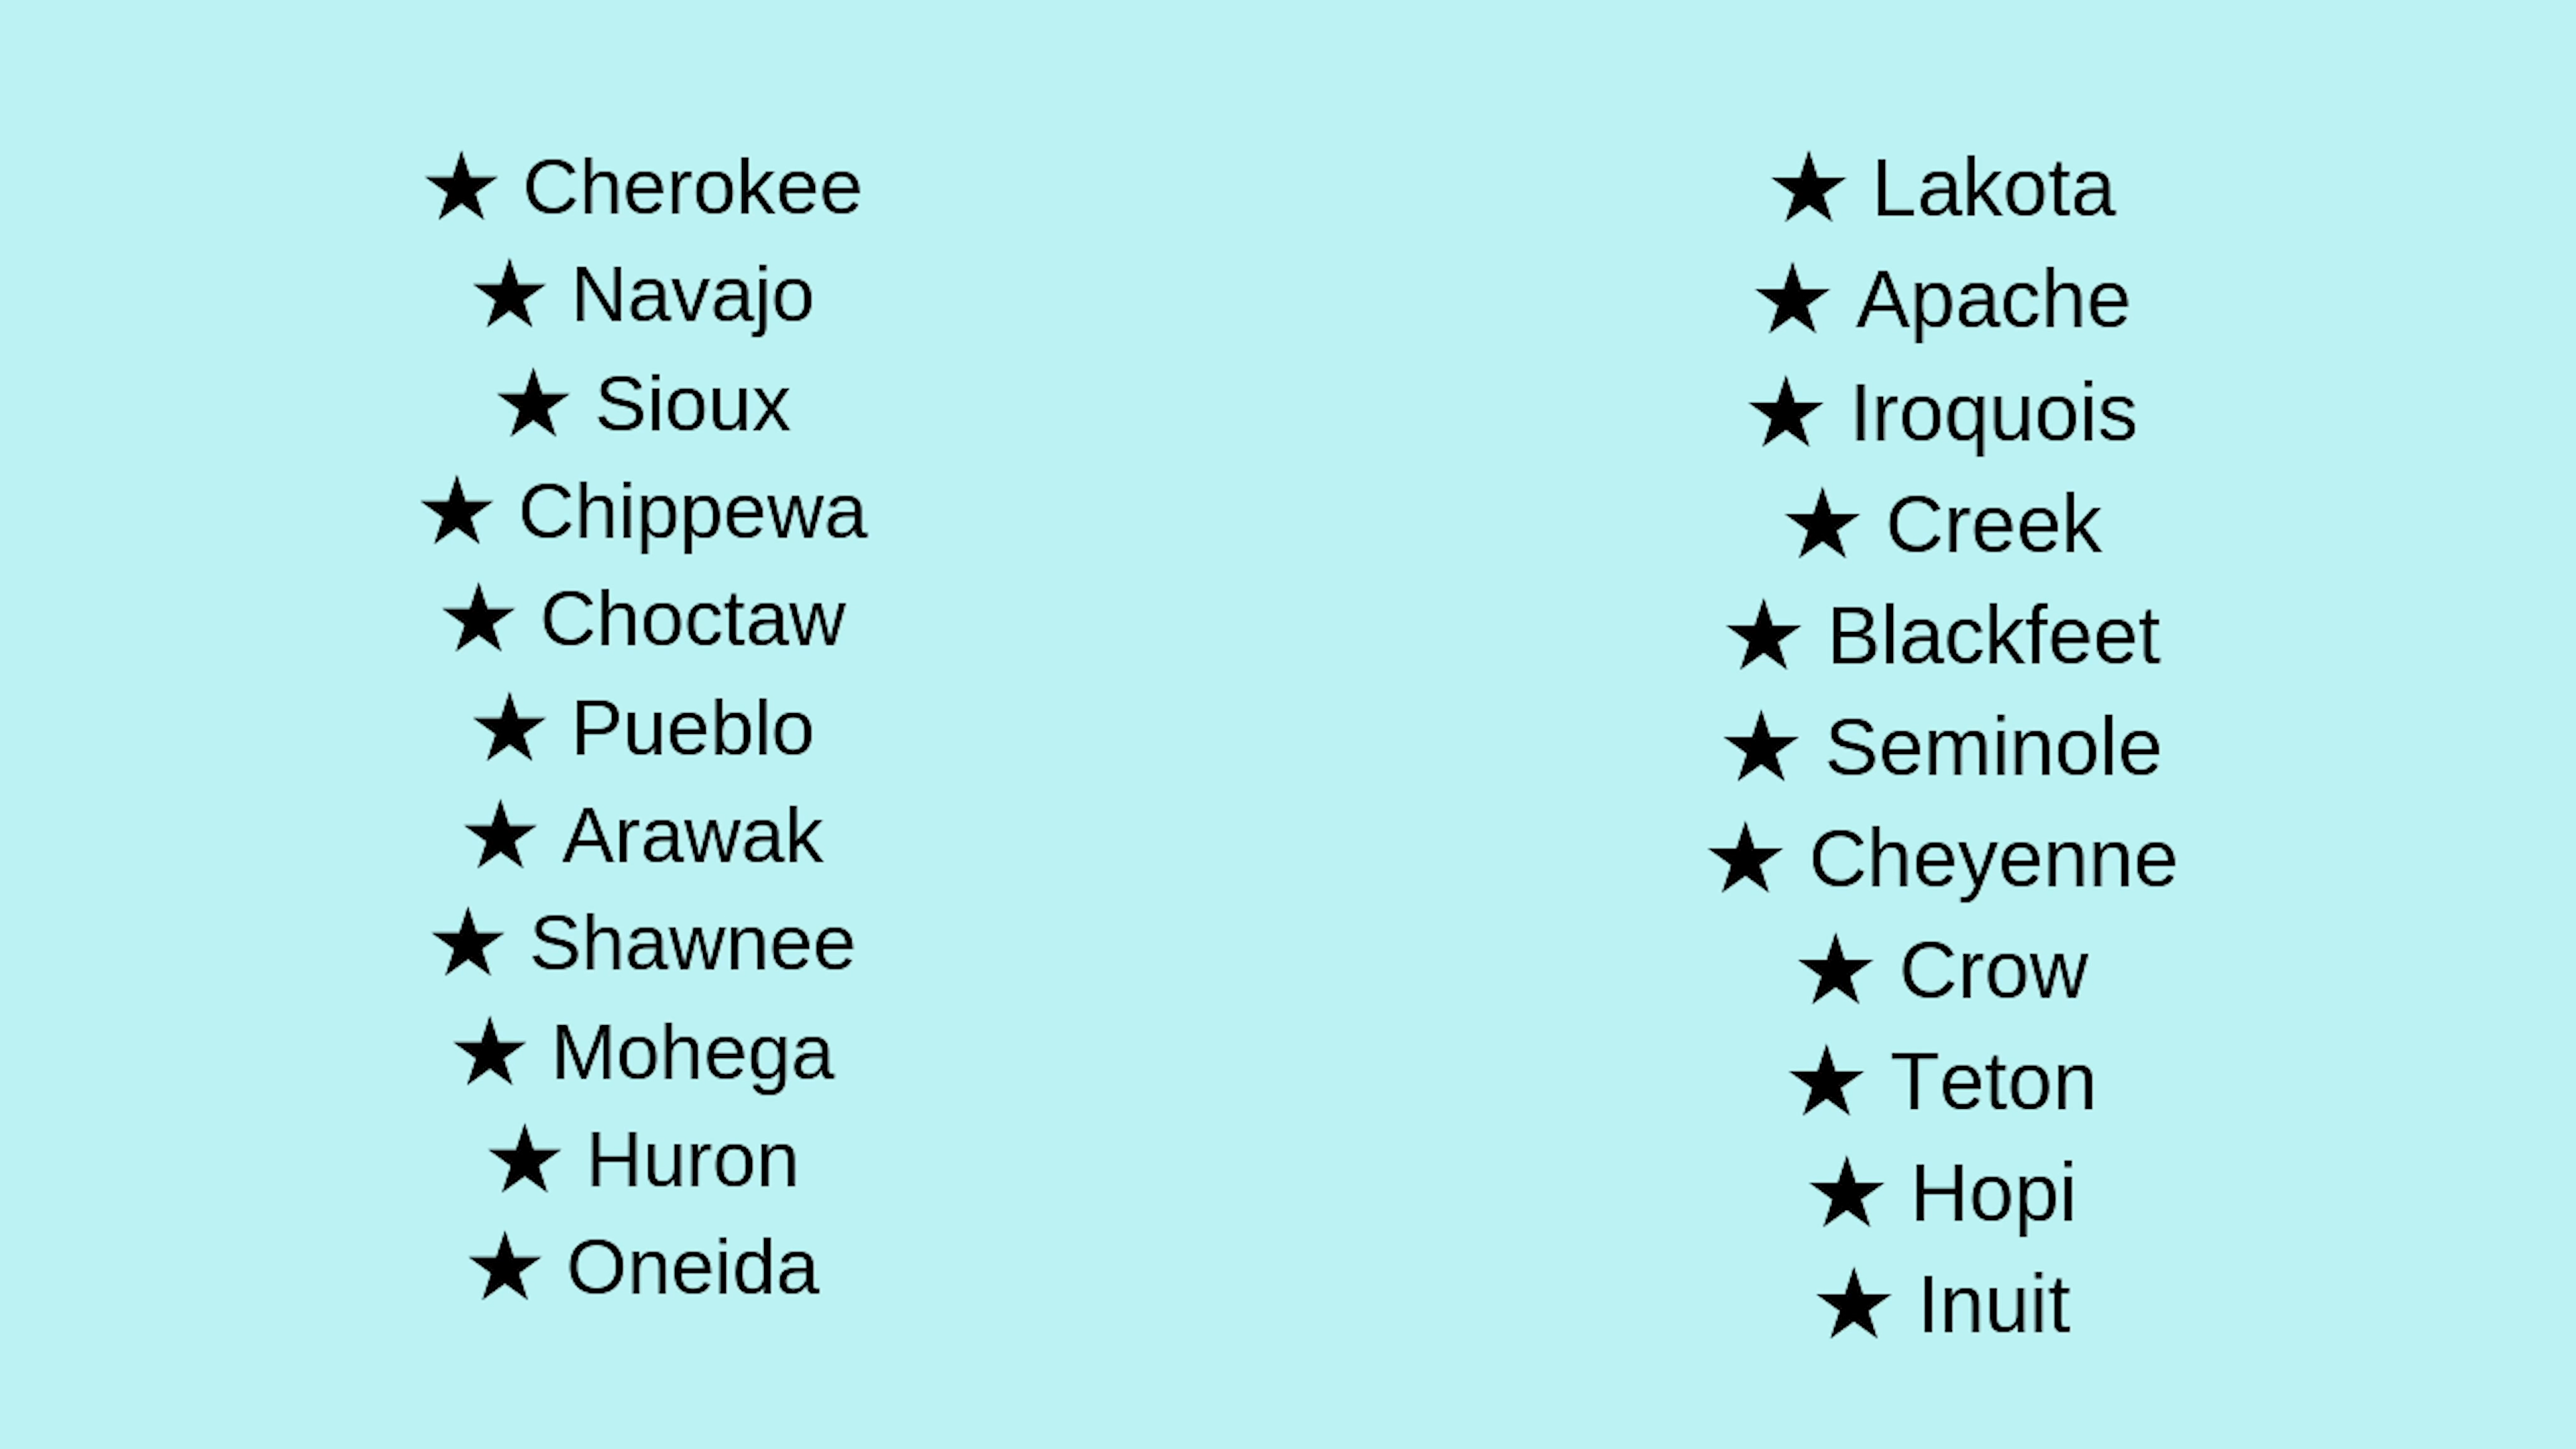 ★ Cherokee
★ Navajo
★ Sioux
★ Chippewa
★ Choctaw
★ Pueblo
★ Arawak
★ Shawnee
★ Mohega
★ Huron
★ Oneida
★ Lakota
★ Apache
★ Iroquois
★ Creek
★ Blackfeet
★ Seminole
★ Cheyenne
★ Crow
★ Teton
★ Hopi
★ Inuit